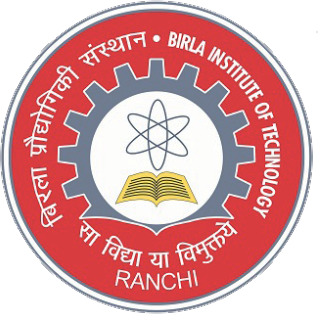 बिरला प्रौद्योगिकी संस्थान • BIRLA INSTITUTE OF TECHNOLOGY
सा विद्या या विमुक्तये
RANCHI